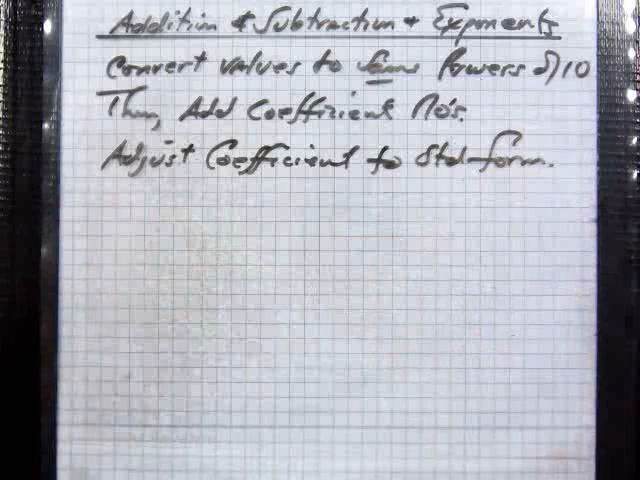 Addition & Subtraction & Exponents
Convert values to Same Powers of 10
Then, Add Coefficient No's.
Adjust Coefficient to Std-form.